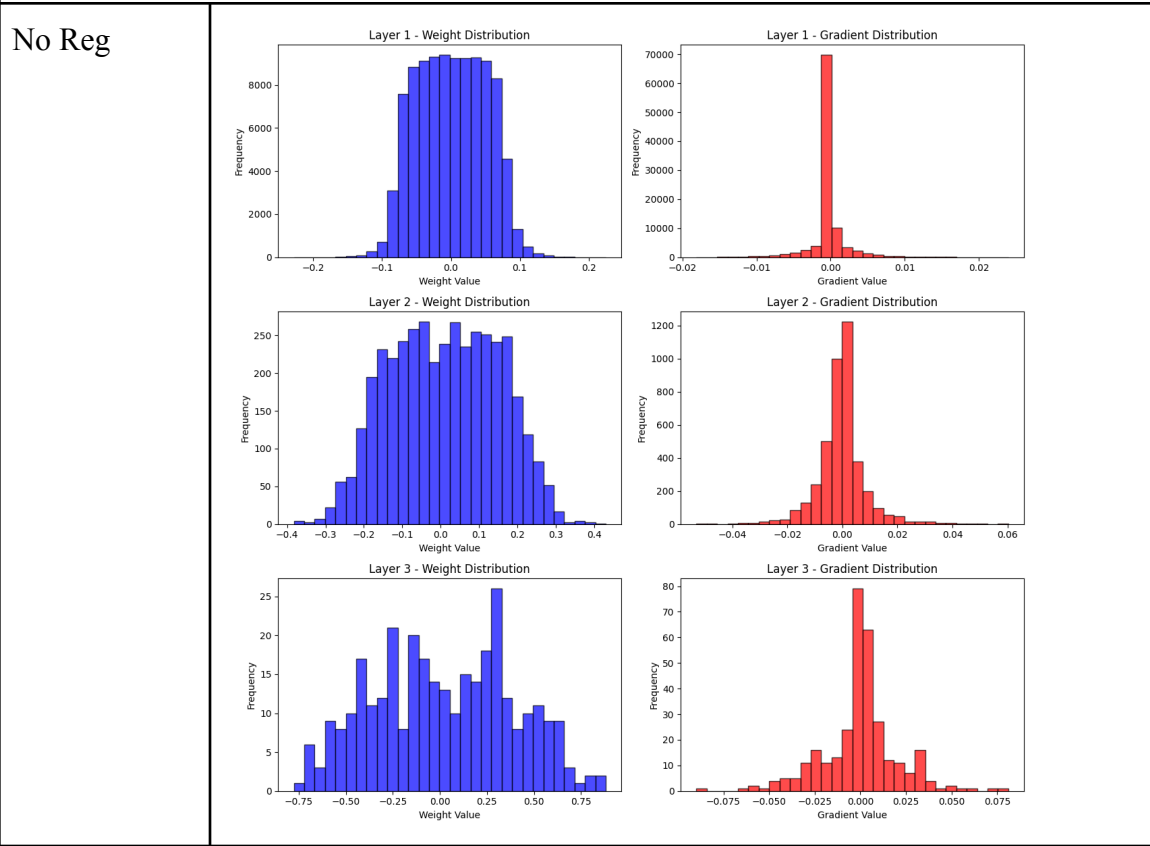 No Reg
Layer 1 - Weight Distribution
Frequency
8000
6000
4000
2000
0
−0.2 −0.1 0.0 0.1 0.2
Weight Value
Layer 1 - Gradient Distribution
Frequency
70000
60000
50000
40000
30000
20000
10000
0
−0.02 −0.01 0.00 0.01 0.02
Gradient Value
Layer 2 - Weight Distribution
Frequency
250
200
150
100
50
0
−0.4 −0.3 −0.2 −0.1 0.0 0.1 0.2 0.3 0.4
Weight Value
Layer 2 - Gradient Distribution
Frequency
1200
1000
800
600
400
200
0
−0.04 −0.02 0.00 0.02 0.04 0.06
Gradient Value
Layer 3 - Weight Distribution
Frequency
25
20
15
10
5
0
−0.75 −0.50 −0.25 0.00 0.25 0.50 0.75
Weight Value
Layer 3 - Gradient Distribution
Frequency
80
70
60
50
40
30
20
10
0
−0.075 −0.050 −0.025 0.000 0.025 0.050 0.075
Gradient Value